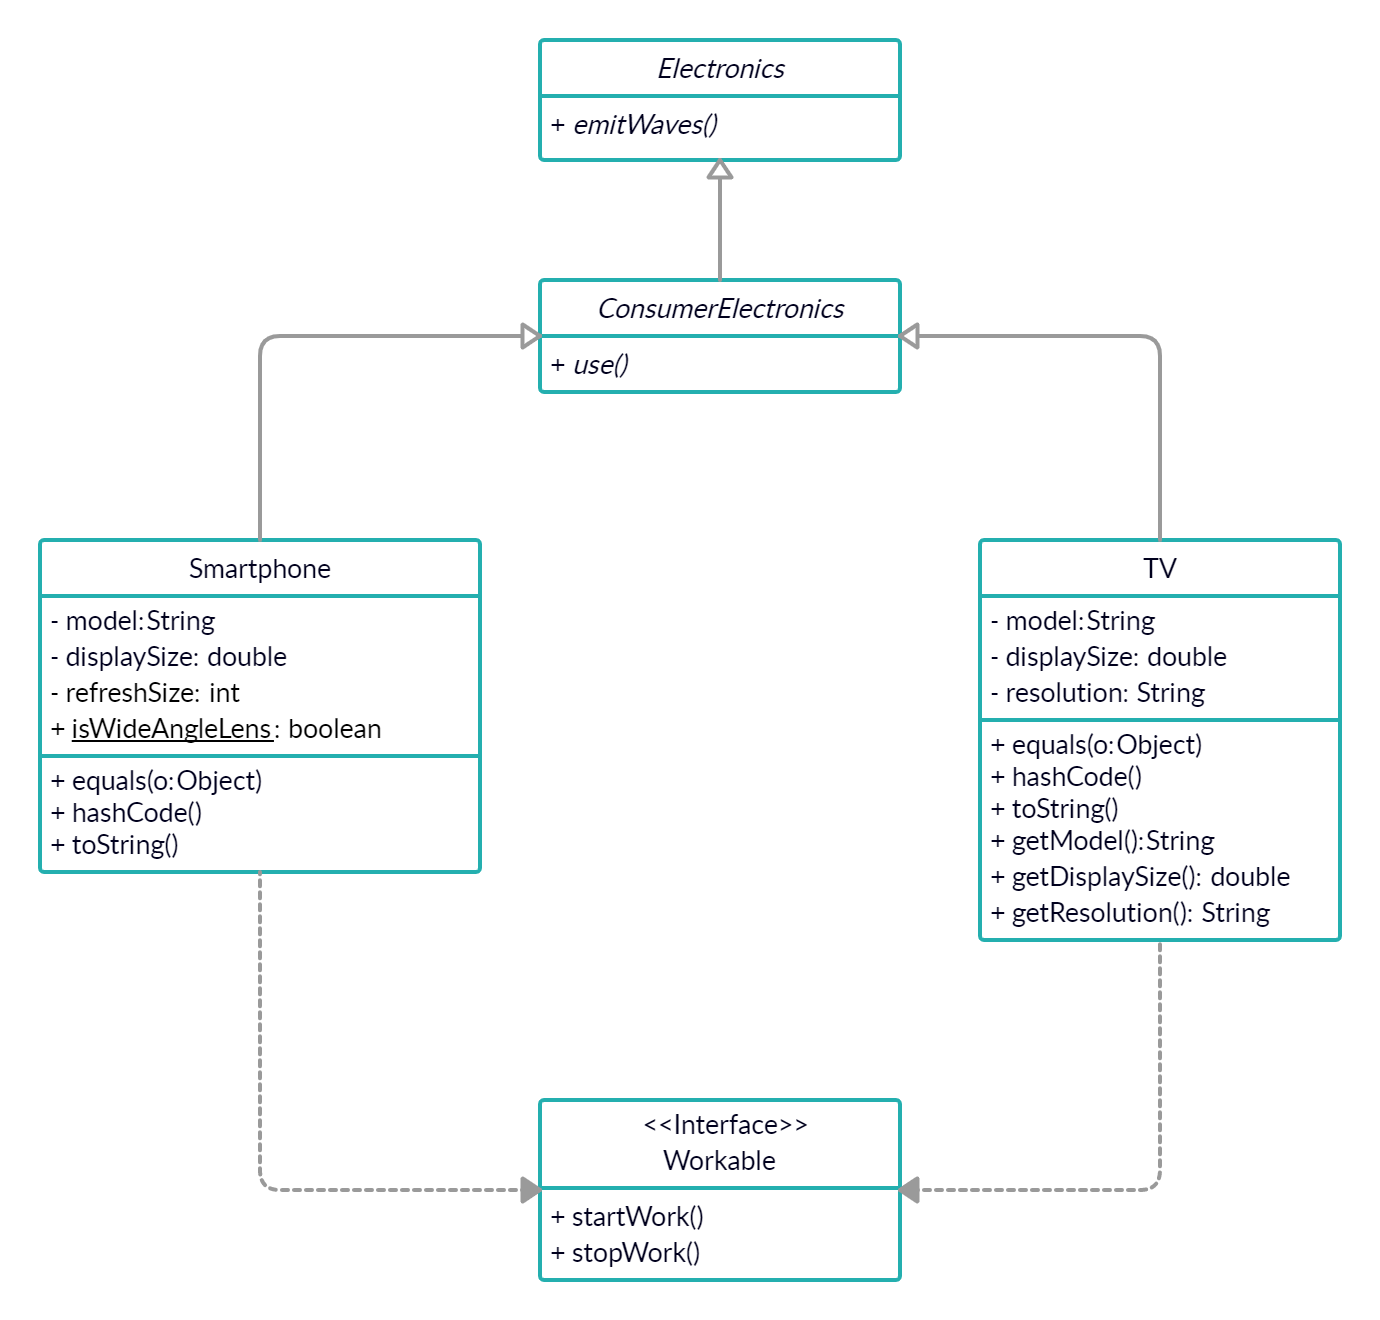 Electronics
+ emitWaves()
ConsumerElectronics
+ use()
Smartphone
- model:String
- displaySize: double
- refreshSize: int
+ isWideAngleLens: boolean
+ equals(o:Object)
+ hashCode()
+ toString()
TV
- model:String
- displaySize: double
- resolution: String
+ equals(o:Object)
+ hashCode()
+ toString()
+ getModel():String
+ getDisplaySize(): double
+ getResolution(): String
<<Interface>>
Workable
+ startWork()
+ stopWork()